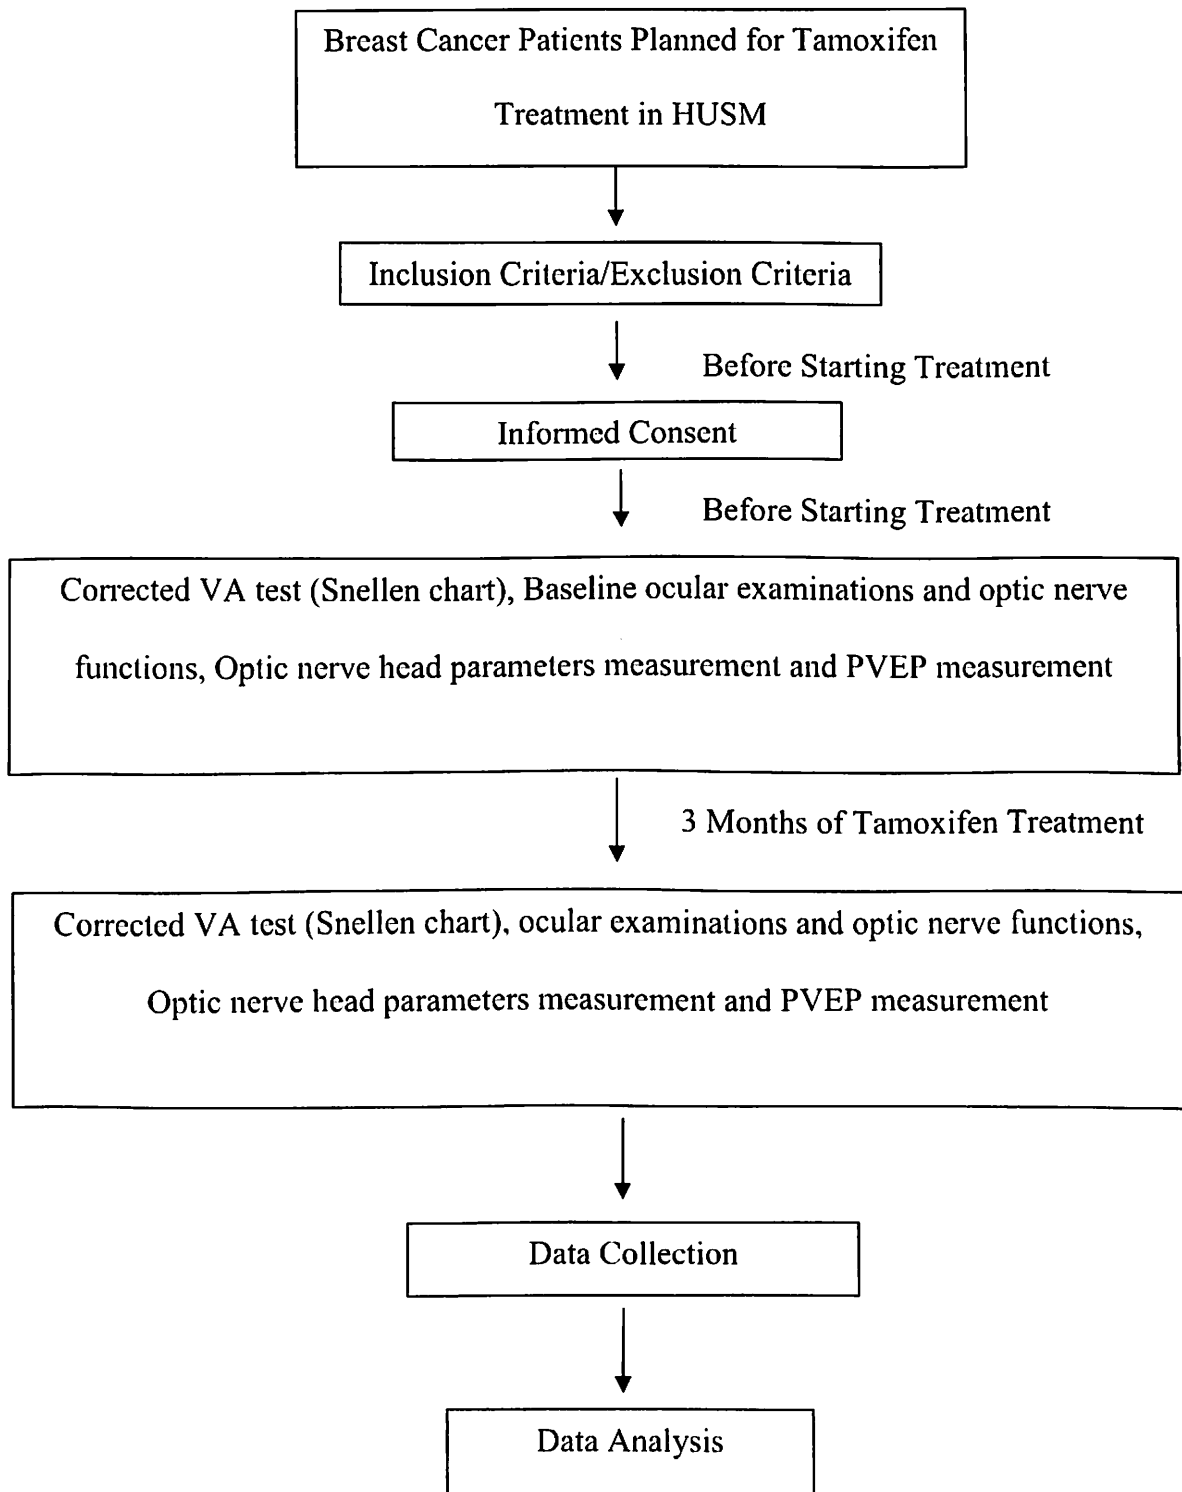 Breast Cancer Patients Planned for Tamoxifen
Treatment in HUSM
Inclusion Criteria/Exclusion Criteria
Before Starting Treatment
Informed Consent
Before Starting Treatment
Corrected VA test (Snellen chart), Baseline ocular examinations and optic nerve
functions, Optic nerve head parameters measurement and PVEP measurement
3 Months of Tamoxifen Treatment
Corrected VA test (Snellen chart), ocular examinations and optic nerve functions,
Optic nerve head parameters measurement and PVEP measurement
Data Collection
Data Analysis